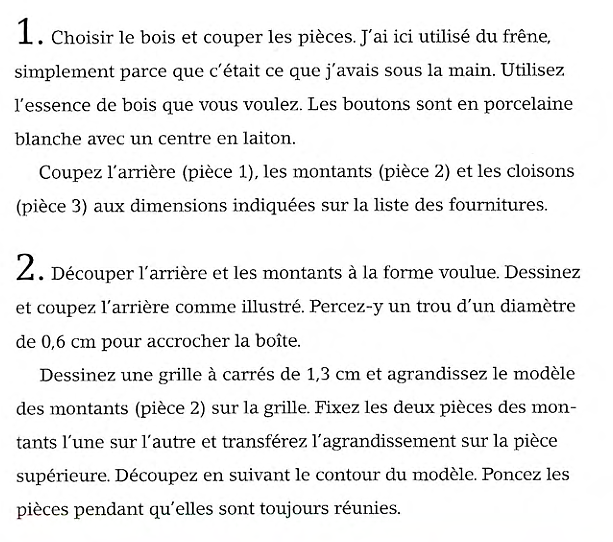 1. Choisir le bois et couper les pièces. J'ai ici utilisé du frêne,
simplement parce que c'était ce que j'avais sous la main. Utilisez
l'essence de bois que vous voulez. Les boutons sont en porcelaine
blanche avec un centre en laiton.
Coupez l'arrière (pièce 1), les montants (pièce 2) et les cloisons
(pièce 3) aux dimensions indiquées sur la liste des fournitures.
2. Découper l'arrière et les montants à la forme voulue. Dessinez
et coupez l'arrière comme illustré. Percez-y un trou d'un diamètre
de 0,6 cm pour accrocher la boîte.
Dessinez une grille à carrés de 1,3 cm et agrandissez le modèle
des montants (pièce 2) sur la grille. Fixez les deux pièces des mon-
tants l'une sur l'autre et transférez l'agrandissement sur la pièce
supérieure. Découpez en suivant le contour du modèle. Poncez les
pièces pendant qu'elles sont toujours réunies.